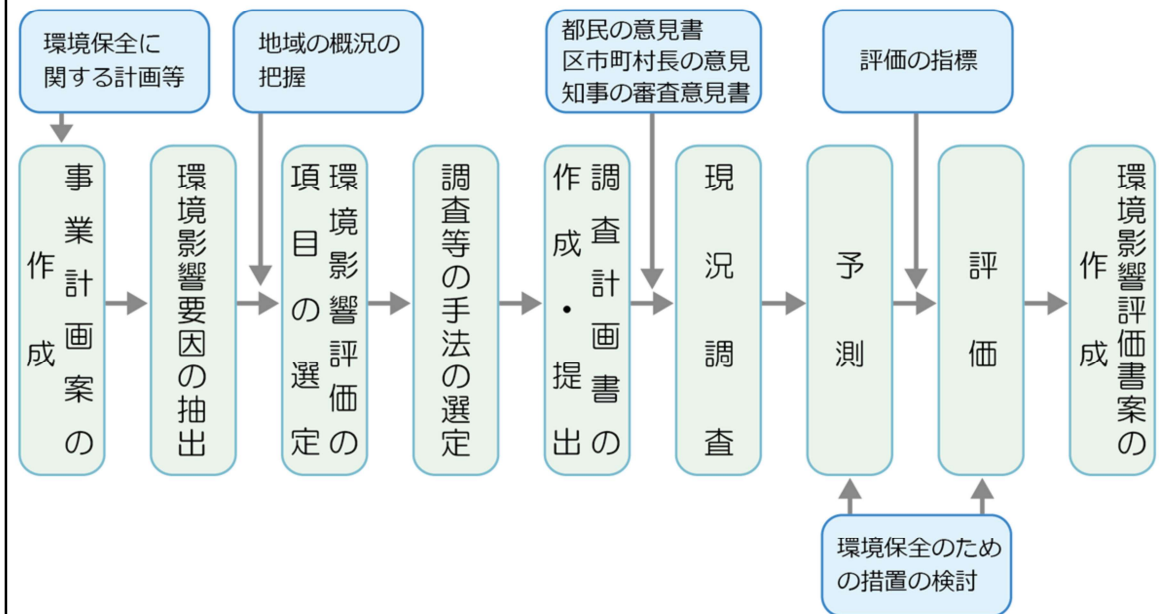 環境保全に
関する計画等
地域の概況の
把握
都民の意見書
区市町村長の意見
知事の審査意見書
評価の指標
事業計画案の
作成
環境影響要因の抽出
環境影響評価の
項目の選定
調査等の手法の選定
調査計画書の
作成・提出
現況調査
予測
評価
環境影響評価書案の
作成
環境保全のため
の措置の検討